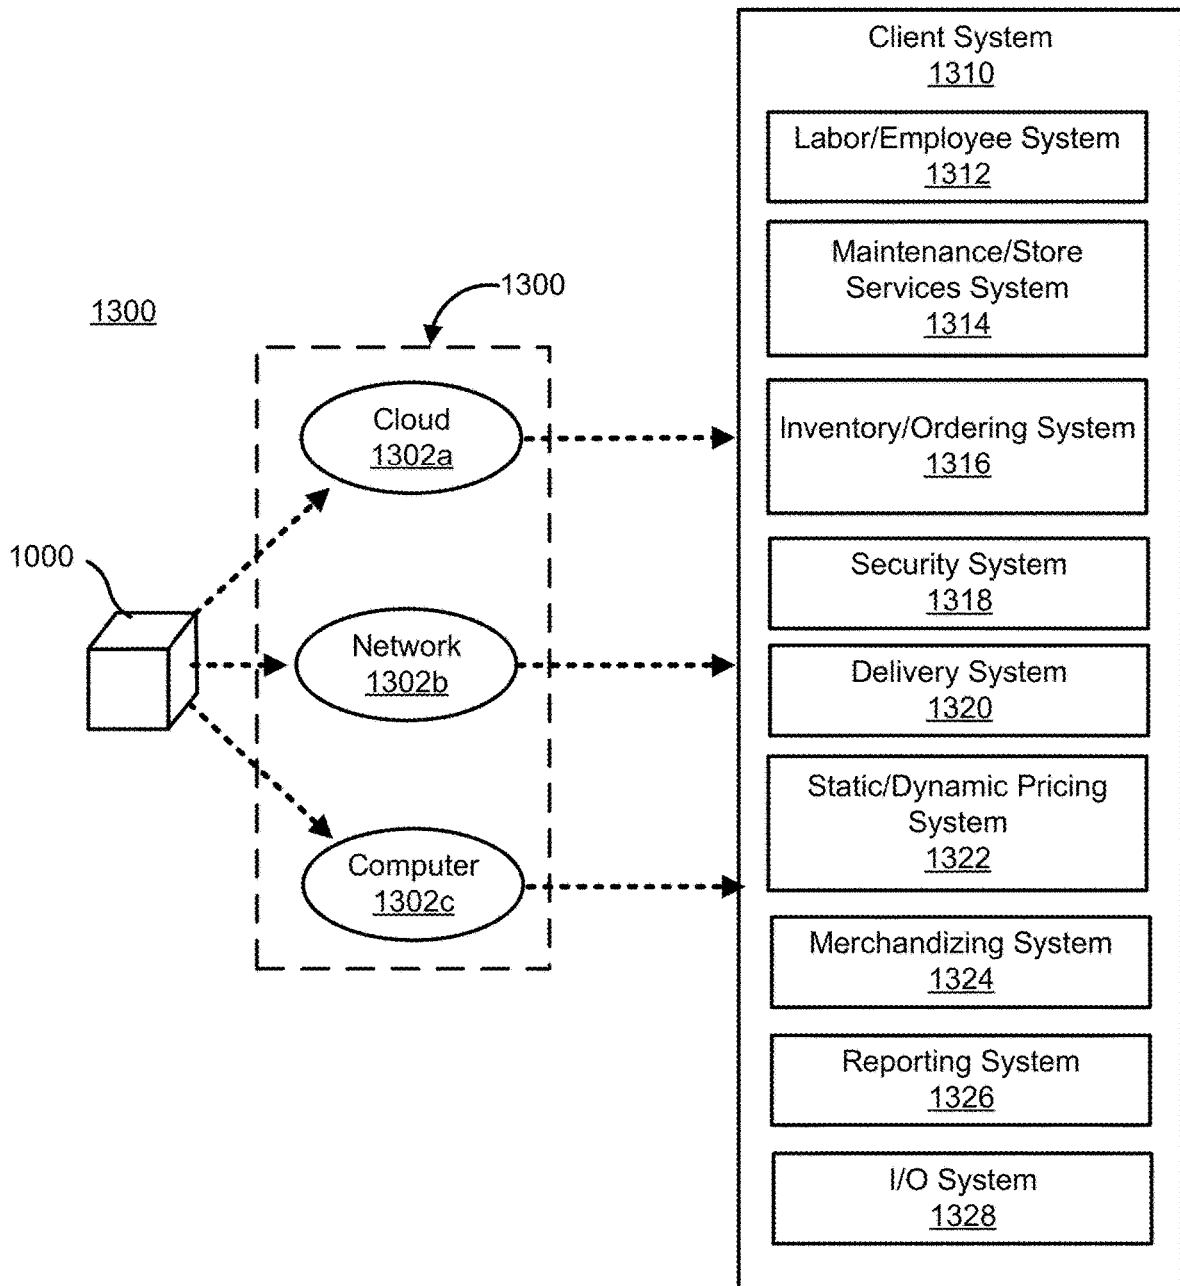 1300
1300
1000
Cloud
1302a
Network
1302b
Computer
1302c
Client System
1310
Labor/Employee System
1312
Maintenance/Store
Services System
1314
Inventory/Ordering System
1316
Security System
1318
Delivery System
1320
Static/Dynamic Pricing
System
1322
Merchandizing System
1324
Reporting System
1326
I/O System
1328